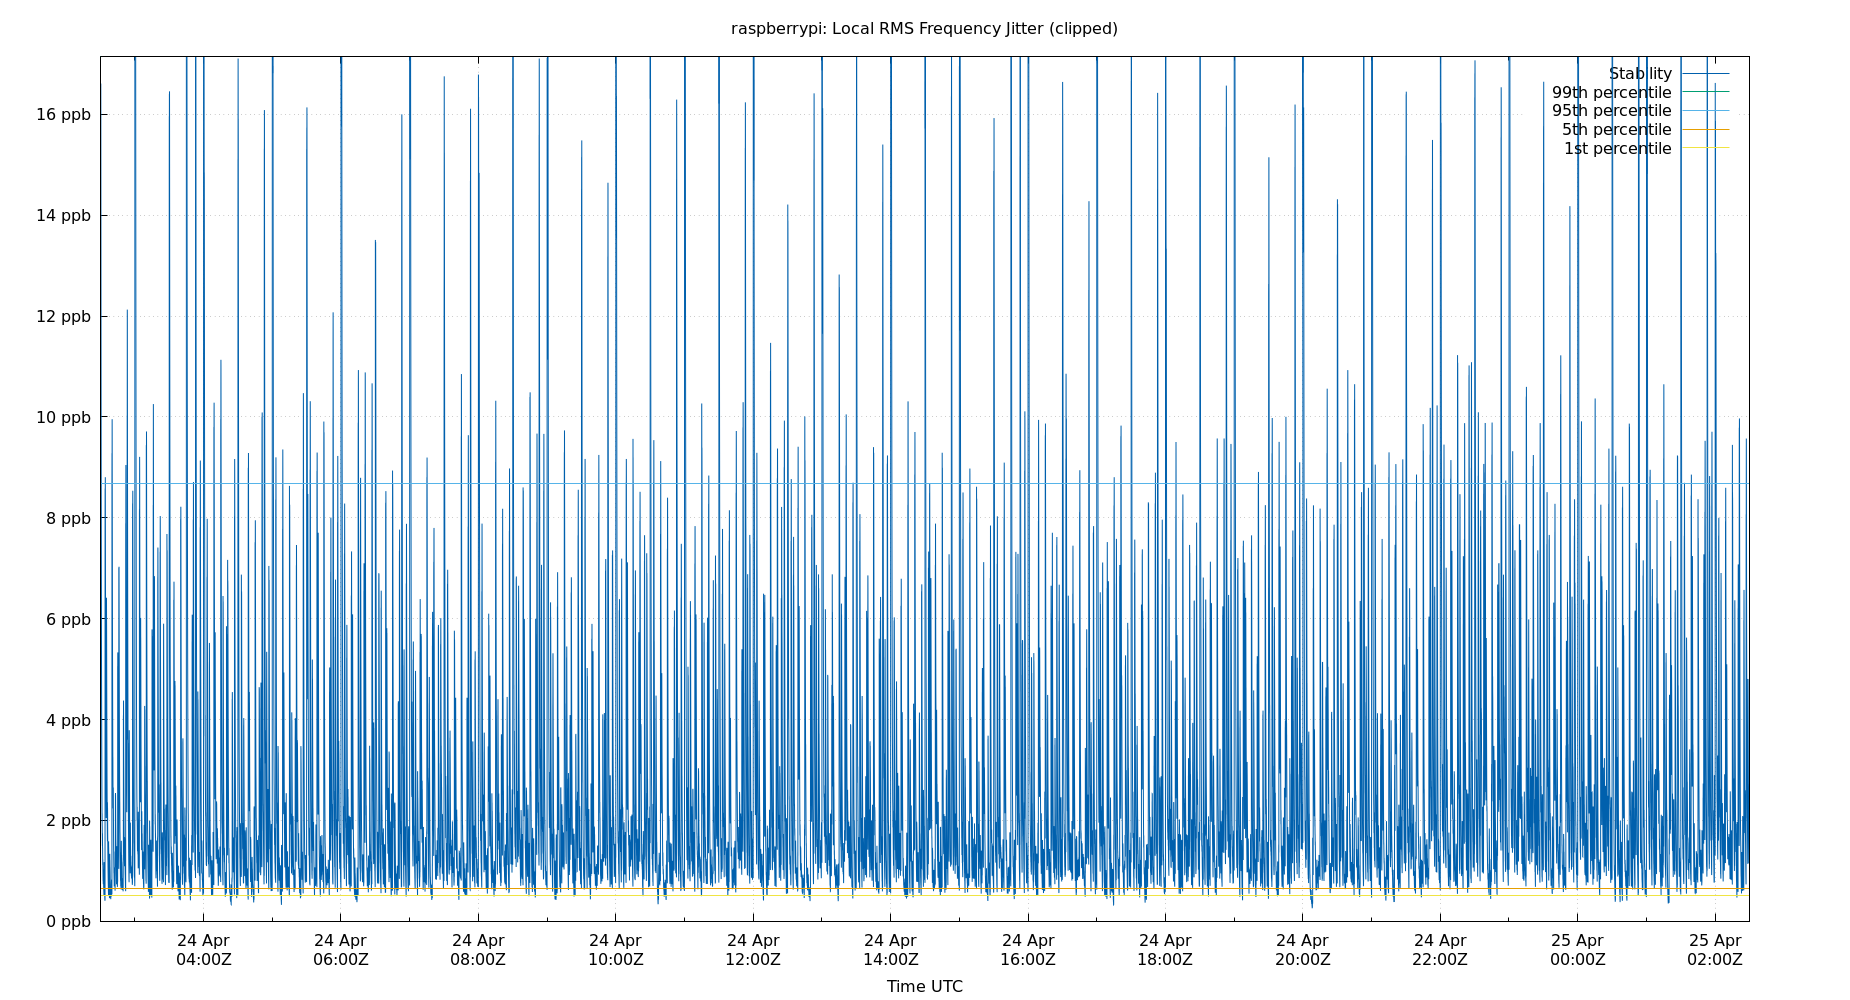 raspberrypi: Local RMS Frequency Jitter (clipped)
Stability
99th percentile
95th percentile
5th percentile
1st percentile
16 ppb
14 ppb
12 ppb
10 ppb
8 ppb
6 ppb
4 ppb
2 ppb
0 ppb
24 Apr 24 Apr 24 Apr 24 Apr 24 Apr 24 Apr 24 Apr 24 Apr 24 Apr 24 Apr 25 Apr 25 Apr
04:00Z 06:00Z 08:00Z 10:00Z 12:00Z 14:00Z 16:00Z 18:00Z 20:00Z 22:00Z 00:00Z 02:00Z
Time UTC